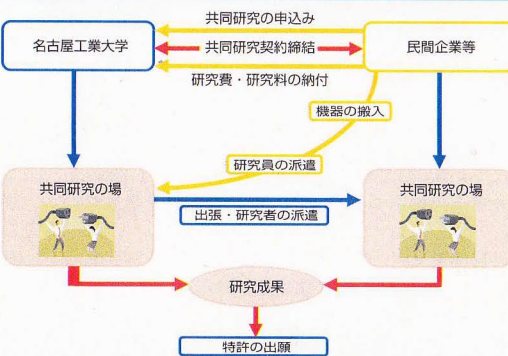 共同研究の申込み
名古屋工業大学
共同研究契約締結
民間企業等
研究費・研究料の納付
機器の搬入
研究員の派遣
共同研究の場
共同研究の場
出張・研究者の派遣
研究成果
特許の出願